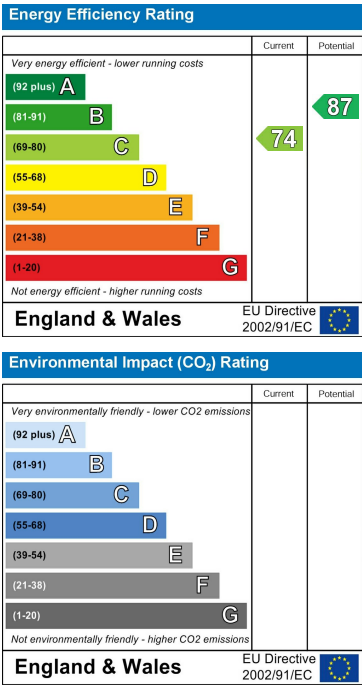 Energy Efficiency Rating
Current Potential
Very energy efficient - lower running costs
(92 plus) A
(81-91) B
(69-80) C
(55-68) D
(39-54) E
(21-38) F
(1-20) G
74
87
Not energy efficient - higher running costs
England & Wales
EU Directive
2002/91/EC
Environmental Impact (CO₂) Rating
Current Potential
Very environmentally friendly - lower CO2 emissions
(92 plus) A
(81-91) B
(69-80) C
(55-68) D
(39-54) E
(21-38) F
(1-20) G
Not environmentally friendly - higher CO2 emissions
England & Wales
EU Directive
2002/91/EC